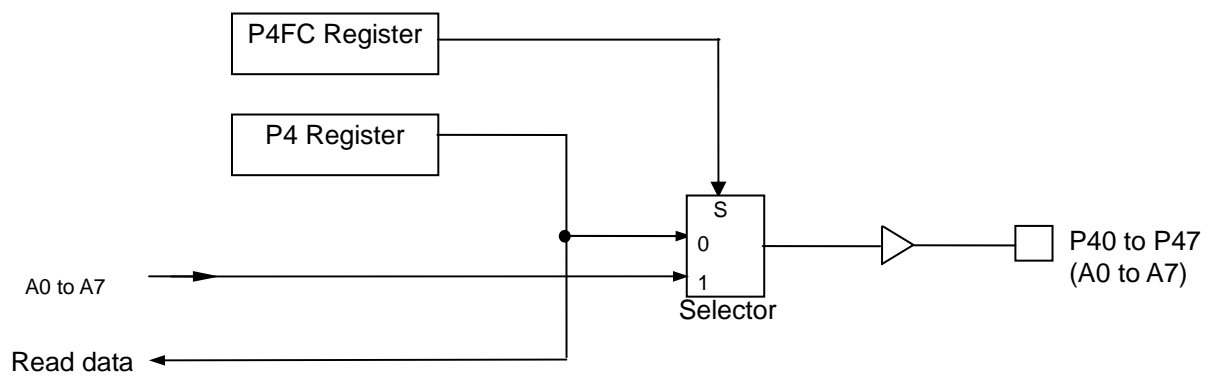 P4FC Register
P4 Register
S
0
1
Selector
P40 to P47
(A0 to A7)
A0 to A7
Read data